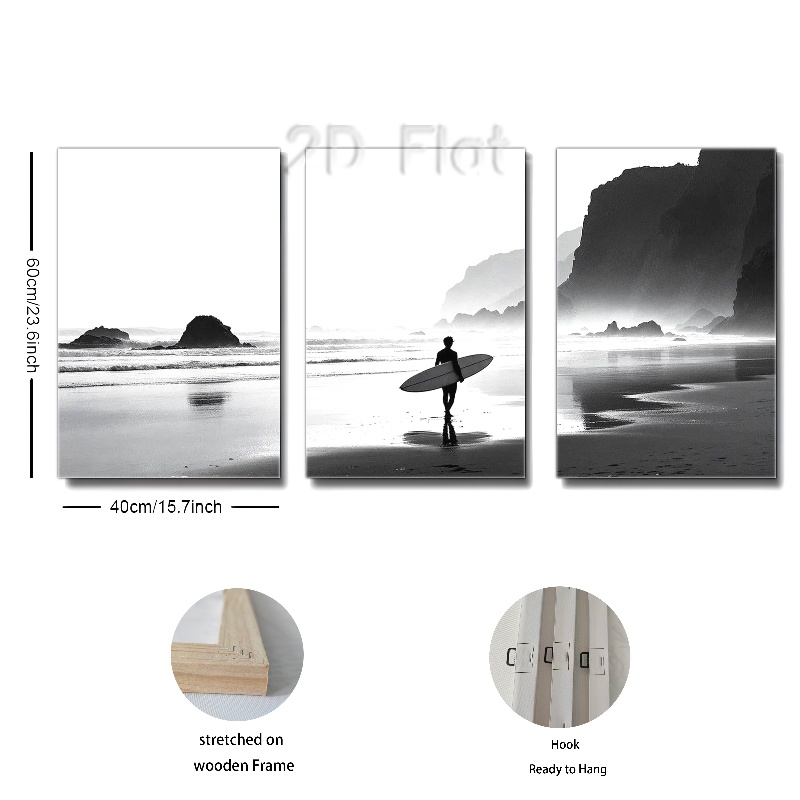 2D Flat
60cm/23.6inch
40cm/15.7inch
stretched on
wooden Frame
Hook
Ready to Hang